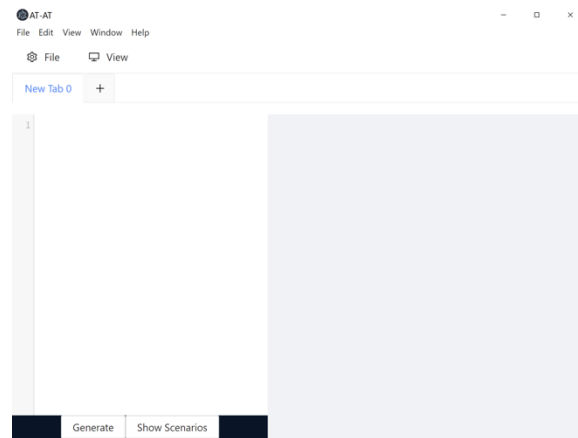 AT-AT
File Edit View Window Help
File View
New Tab 0 +
1
Generate Show Scenarios